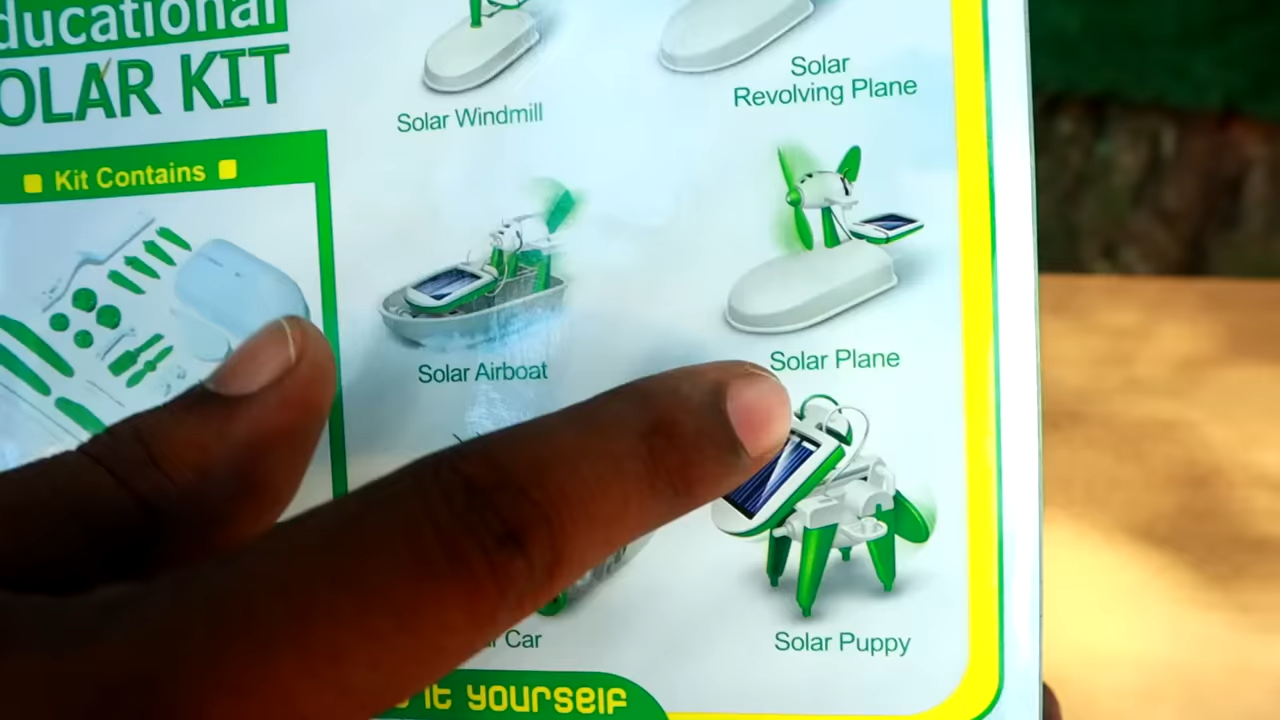 ducational
OLAR KIT
Kit Contains
Solar Windmill
Solar
Revolving Plane
Solar Airboat
Solar Plane
Car
Solar Puppy
it yourself